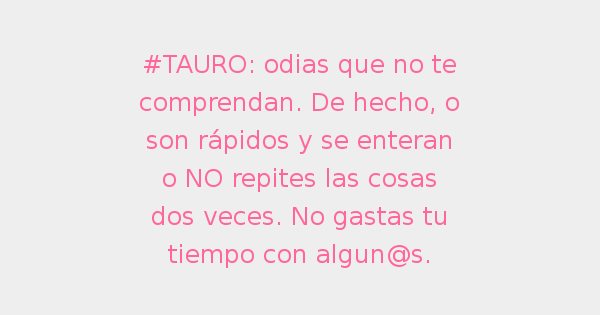 #TAURO: odias que no te
comprendan. De hecho, o
son rápidos y se enteran
o NO repites las cosas
dos veces. No gastas tu
tiempo con algun@s.